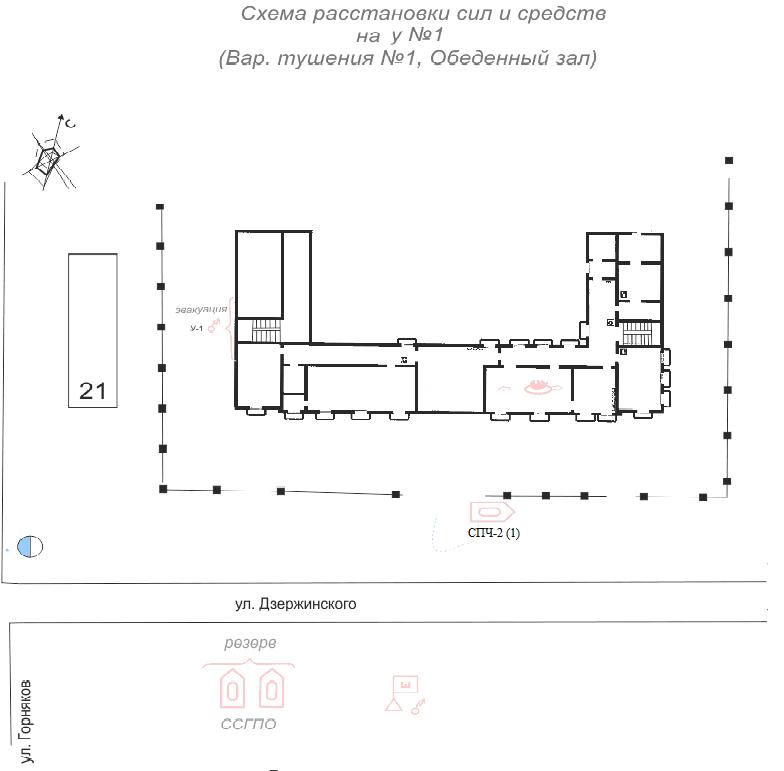 Схема расстановки сил и средств
на у №1
(Вар. тушения №1, Обеденный зал)
С
эвакуация
У-1
21
СПЧ-2 (1)
ул. Дзержинского
резерв
ССГПО
ул. Горняков